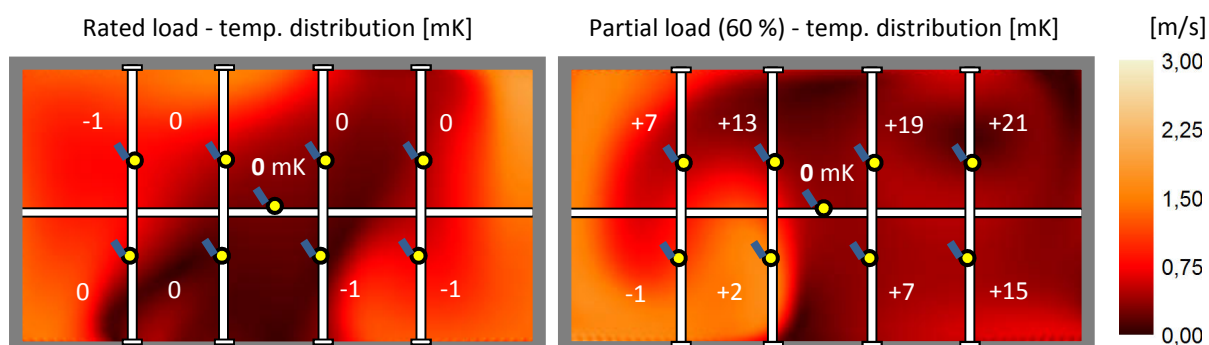 Rated load - temp. distribution [mK]
Partial load (60 %) - temp. distribution [mK]
[m/s]
-1 0 0 0
0 mK
0 0 -1 -1
+7 +13 +19 +21
0 mK
-1 +2 +7 +15
3,00
2,25
1,50
0,75
0,00